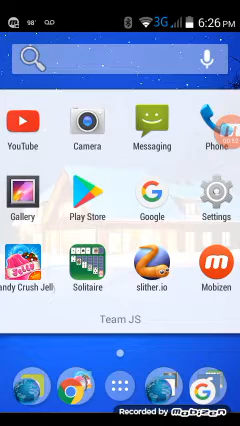 98° 3G 6:26 PM
YouTube Camera Messaging Phone
Gallery Play Store Google Settings
andy Crush Jell Solitaire slither.io Mobizen
Team JS
Recorded by mobizen